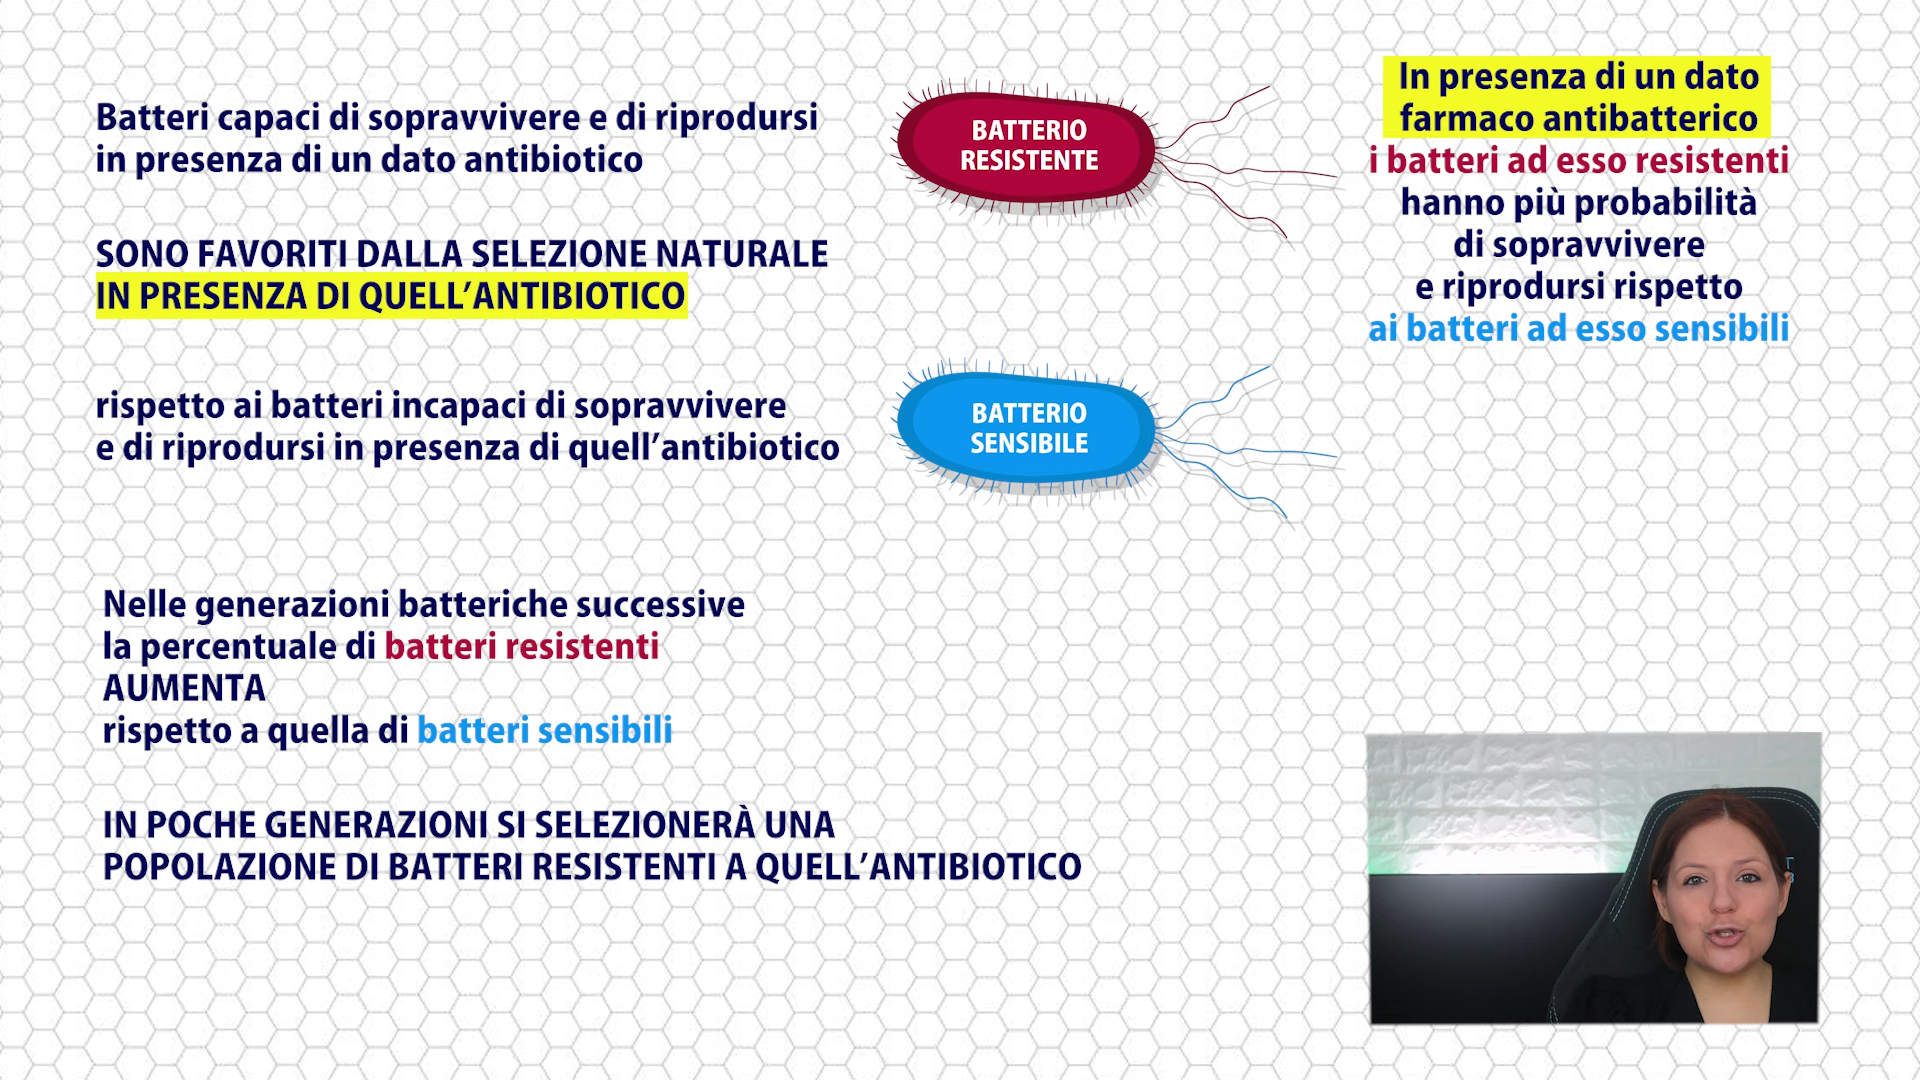 Batteri capaci di sopravvivere e di riprodursi
in presenza di un dato antibiotico
SONO FAVORITI DALLA SELEZIONE NATURALE
IN PRESENZA DI QUELL’ANTIBIOTICO
rispetto ai batteri incapaci di sopravvivere
e di riprodursi in presenza di quell’antibiotico
BATTERIO
RESISTENTE
BATTERIO
SENSIBILE
In presenza di un dato
farmaco antibatterico
i batteri ad esso resistenti
hanno più probabilità
di sopravvivere
e riprodursi rispetto
ai batteri ad esso sensibili
Nelle generazioni batteriche successive
la percentuale di batteri resistenti
AUMENTA
rispetto a quella di batteri sensibili
IN POCHE GENERAZIONI SI SELEZIONERÀ UNA
POPOLAZIONE DI BATTERI RESISTENTI A QUELL’ANTIBIOTICO